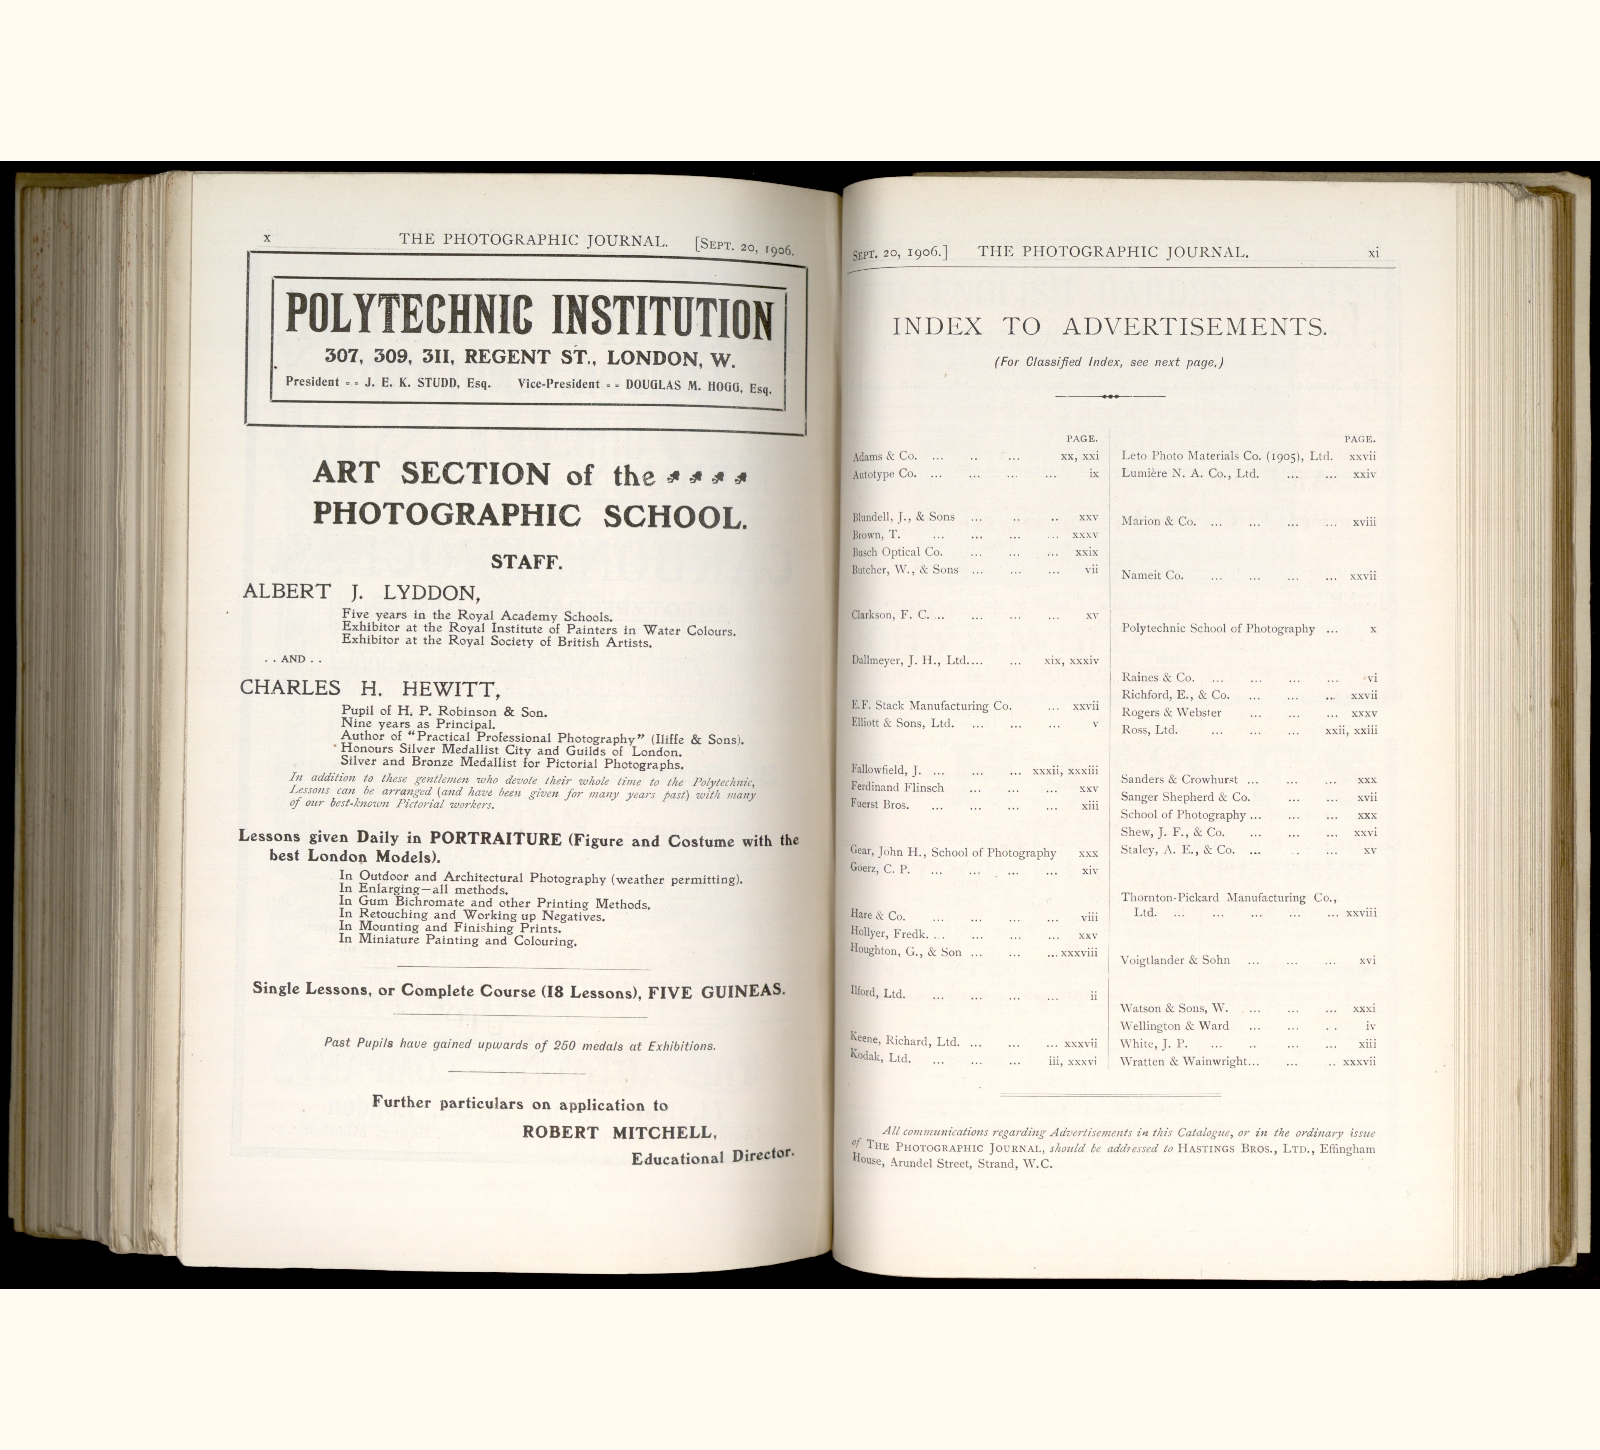 x THE PHOTOGRAPHIC JOURNAL. [SEPT. 20, 1906.
POLYTECHNIC INSTITUTION
307, 309, 311, REGENT ST., LONDON, W.
President - - J. E. K. STUDD, Esq. Vice-President - - DOUGLAS M. HOGG, Esq.
ART SECTION of the
PHOTOGRAPHIC SCHOOL.
STAFF.
ALBERT J. LYDDON,
Five years in the Royal Academy Schools.
Exhibitor at the Royal Institute of Painters in Water Colours.
Exhibitor at the Royal Society of British Artists.
. . AND . .
CHARLES H. HEWITT,
Pupil of H. P. Robinson & Son.
Nine years as Principal.
Author of "Practical Professional Photography" (Iliffe & Sons).
Honours Silver Medallist City and Guilds of London.
Silver and Bronze Medallist for Pictorial Photographs.
In addition to these gentlemen who devote their whole time to the Polytechnic,
Lessons can be arranged (and have been given for many years past) with many
of our best-known Pictorial workers.
Lessons given Daily in PORTRAITURE (Figure and Costume with the
best London Models).
In Outdoor and Architectural Photography (weather permitting).
In Enlarging—all methods.
In Gum Bichromate and other Printing Methods.
In Retouching and Working up Negatives.
In Mounting and Finishing Prints.
In Miniature Painting and Colouring.
Single Lessons, or Complete Course (18 Lessons), FIVE GUINEAS.
Past Pupils have gained upwards of 250 medals at Exhibitions.
Further particulars on application to
ROBERT MITCHELL,
Educational Director.
SEPT. 20, 1906.] THE PHOTOGRAPHIC JOURNAL. xi
INDEX TO ADVERTISEMENTS.
(For Classified Index, see next page.)
PAGE.
Adams & Co. ... .. ... xx, xxi
Autotype Co. ... ... ... ... ix
Blundell, J., & Sons ... .. .. xxv
Brown, T. ... ... ... ... xxxv
Busch Optical Co. ... ... ... xxix
Butcher, W., & Sons ... ... ... vii
Clarkson, F. C. ... ... ... ... xv
Dallmeyer, J. H., Ltd.... ... xix, xxxiv
E.F. Stack Manufacturing Co. ... xxvii
Elliott & Sons, Ltd. ... ... ... v
Fallowfield, J. ... ... ... xxxii, xxxiii
Ferdinand Flinsch ... ... ... xxv
Fuerst Bros. ... ... ... ... xiii
Gear, John H., School of Photography xxx
Goerz, C. P. ... ... ... ... xiv
Hare & Co. ... ... ... ... viii
Hollyer, Fredk. .. ... ... ... xxv
Houghton, G., & Son ... ... ... xxxviii
Ilford, Ltd. ... ... ... ... ii
Keene, Richard, Ltd. ... ... ... xxxvii
Kodak, Ltd. ... ... ... iii, xxxvi
PAGE.
Leto Photo Materials Co. (1905), Ltd. xxvii
Lumière N. A. Co., Ltd. ... ... xxiv
Marion & Co. ... ... ... ... xviii
Nameit Co. ... ... ... ... xxvii
Polytechnic School of Photography ... x
Raines & Co. ... ... ... ... vi
Richford, E., & Co. ... ... ... xxvii
Rogers & Webster ... ... ... xxxv
Ross, Ltd. ... ... ... xxii, xxiii
Sanders & Crowhurst ... ... ... xxx
Sanger Shepherd & Co. ... ... xvii
School of Photography ... ... ... xxx
Shew, J. F., & Co. ... ... ... xxvi
Staley, A. E., & Co. ... . ... xv
Thornton-Pickard Manufacturing Co.,
Ltd. ... ... ... ... ... xxviii
Voigtlander & Sohn ... ... ... xvi
Watson & Sons, W. ... ... ... xxxi
Wellington & Ward ... ... .. iv
White, J. P. ... .. ... ... xiii
Wratten & Wainwright... ... .. xxxvii
All communications regarding Advertisements in this Catalogue, or in the ordinary issue
of THE PHOTOGRAPHIC JOURNAL, should be addressed to HASTINGS BROS., LTD., Effingham
House, Arundel Street, Strand, W.C.